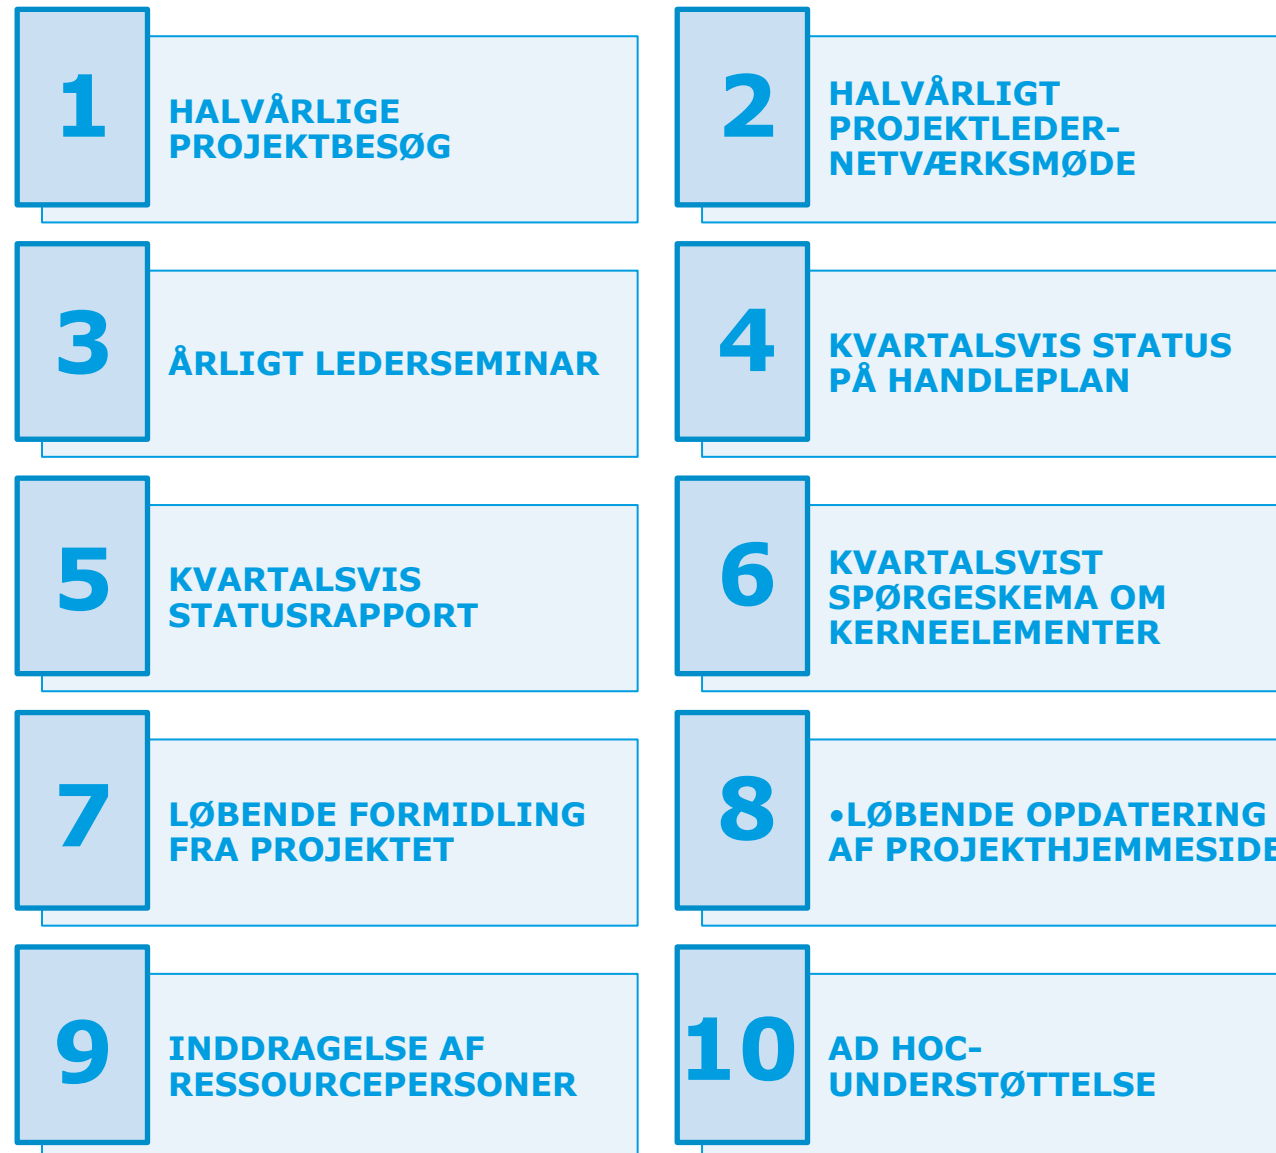 1
HALVÅRLIGE
PROJEKTBESØG
2
HALVÅRLIGT
PROJEKTLEDER-
NETVÆRKSMØDE
3
ÅRLIGT LEDERSEMINAR
4
KVARTALSVIS STATUS
PÅ HANDLEPLAN
5
KVARTALSVIS
STATUSRAPPORT
6
KVARTALSVIST
SPØRGESKEMA OM
KERNEELEMENTER
7
LØBENDE FORMIDLING
FRA PROJEKTET
8
•LØBENDE OPDATERING
AF PROJEKTHJEMMESIDE
9
INDDRAGELSE AF
RESSOURCEPERSONER
10
AD HOC-
UNDERSTØTTELSE